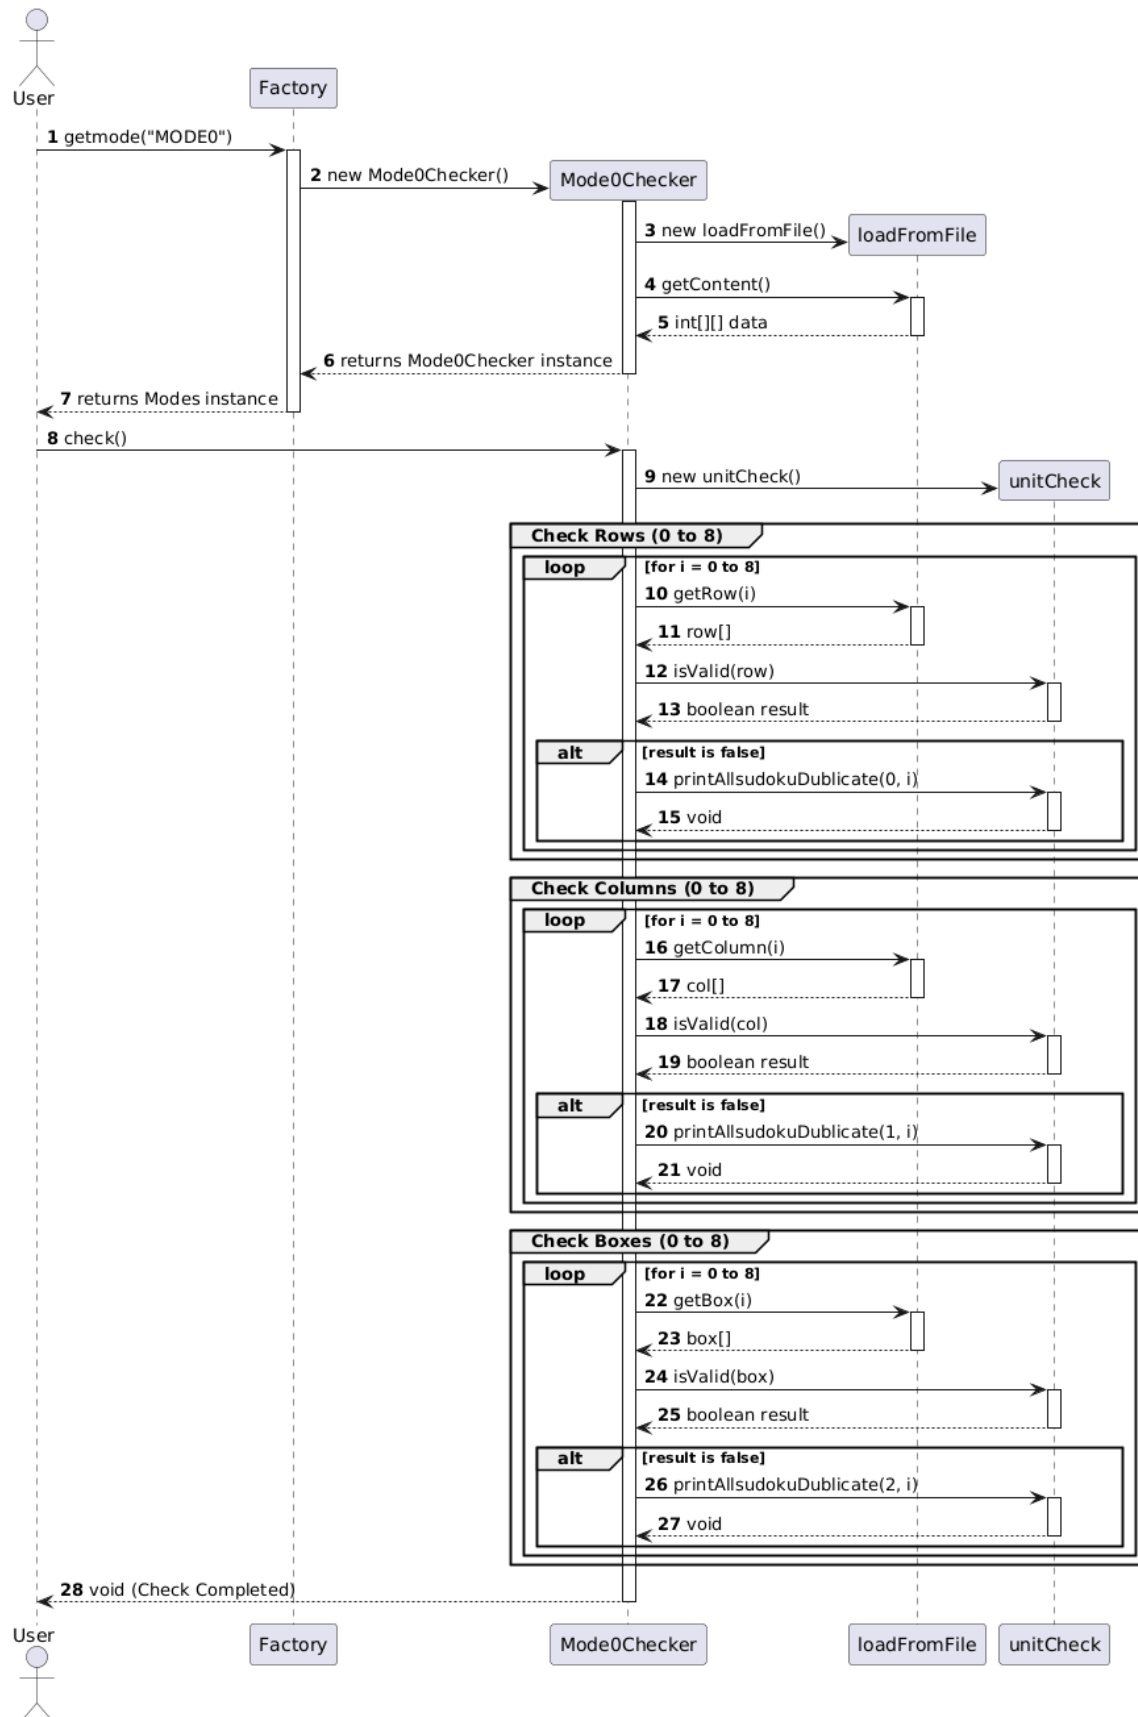 User
Factory
1 getmode("MODE0")
2 new Mode0Checker()
Mode0Checker
3 new loadFromFile()
loadFromFile
4 getContent()
5 int[][] data
6 returns Mode0Checker instance
7 returns Modes instance
8 check()
9 new unitCheck()
unitCheck
Check Rows (0 to 8)
loop [for i = 0 to 8]
10 getRow(i)
11 row[]
12 isValid(row)
13 boolean result
alt [result is false]
14 printAllsudokuDublicate(0, i)
15 void
Check Columns (0 to 8)
loop [for i = 0 to 8]
16 getColumn(i)
17 col[]
18 isValid(col)
19 boolean result
alt [result is false]
20 printAllsudokuDublicate(1, i)
21 void
Check Boxes (0 to 8)
loop [for i = 0 to 8]
22 getBox(i)
23 box[]
24 isValid(box)
25 boolean result
alt [result is false]
26 printAllsudokuDublicate(2, i)
27 void
28 void (Check Completed)
User
Factory
Mode0Checker
loadFromFile
unitCheck